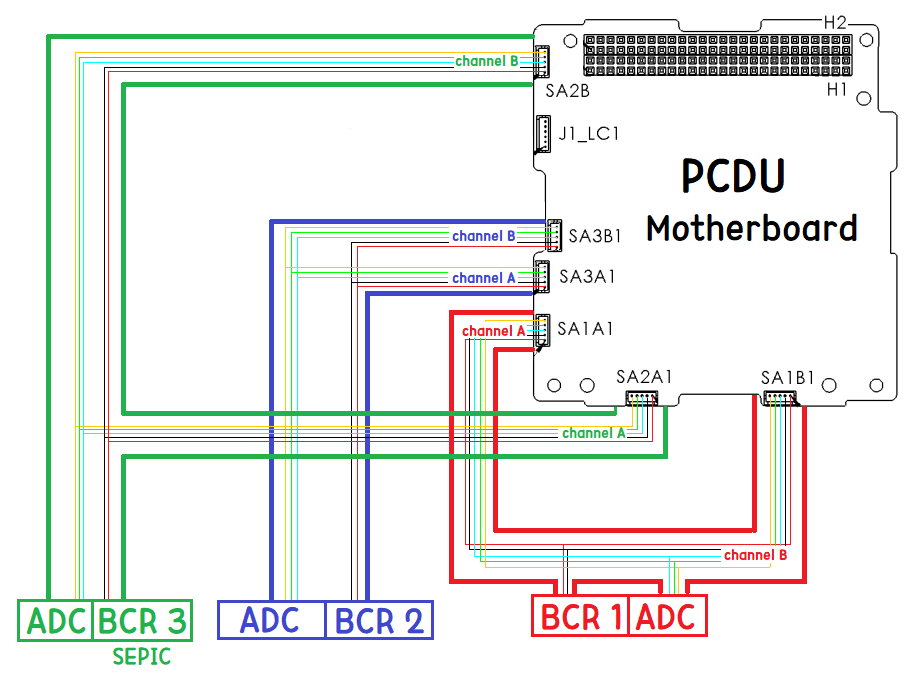 H2
channel B
SA2B
H1
J1_LC1
PCDU
Motherboard
channel B
SA3B1
channel A
SA3A1
channel A
SA1A1
SA2A1
SA1B1
channel A
channel B
ADC
BCR 3
ADC
BCR 2
BCR 1
ADC
SEPIC